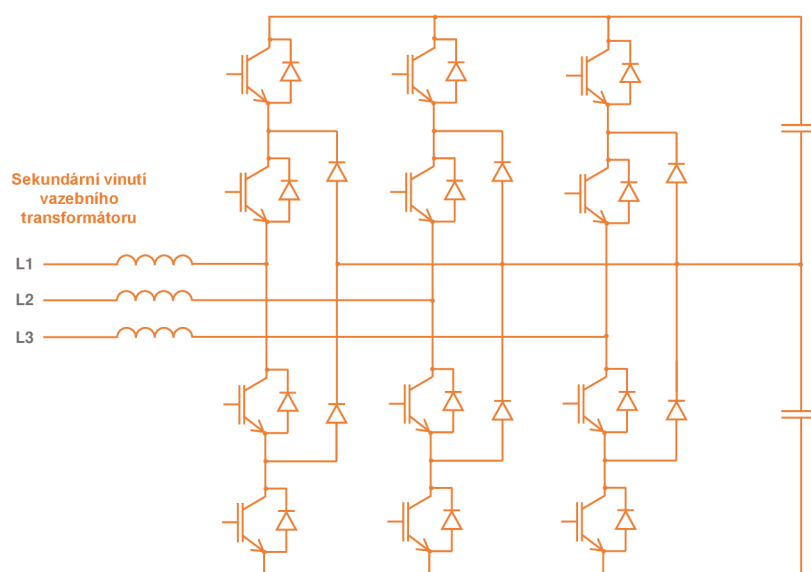 Sekundární vinutí
vazebního
transformátoru
L1
L2
L3